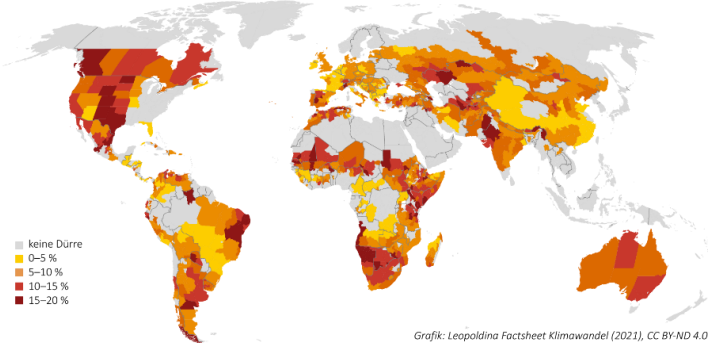 keine Dürre
0–5 %
5–10 %
10–15 %
15–20 %
Grafik: Leopoldina Factsheet Klimawandel (2021), CC BY-ND 4.0